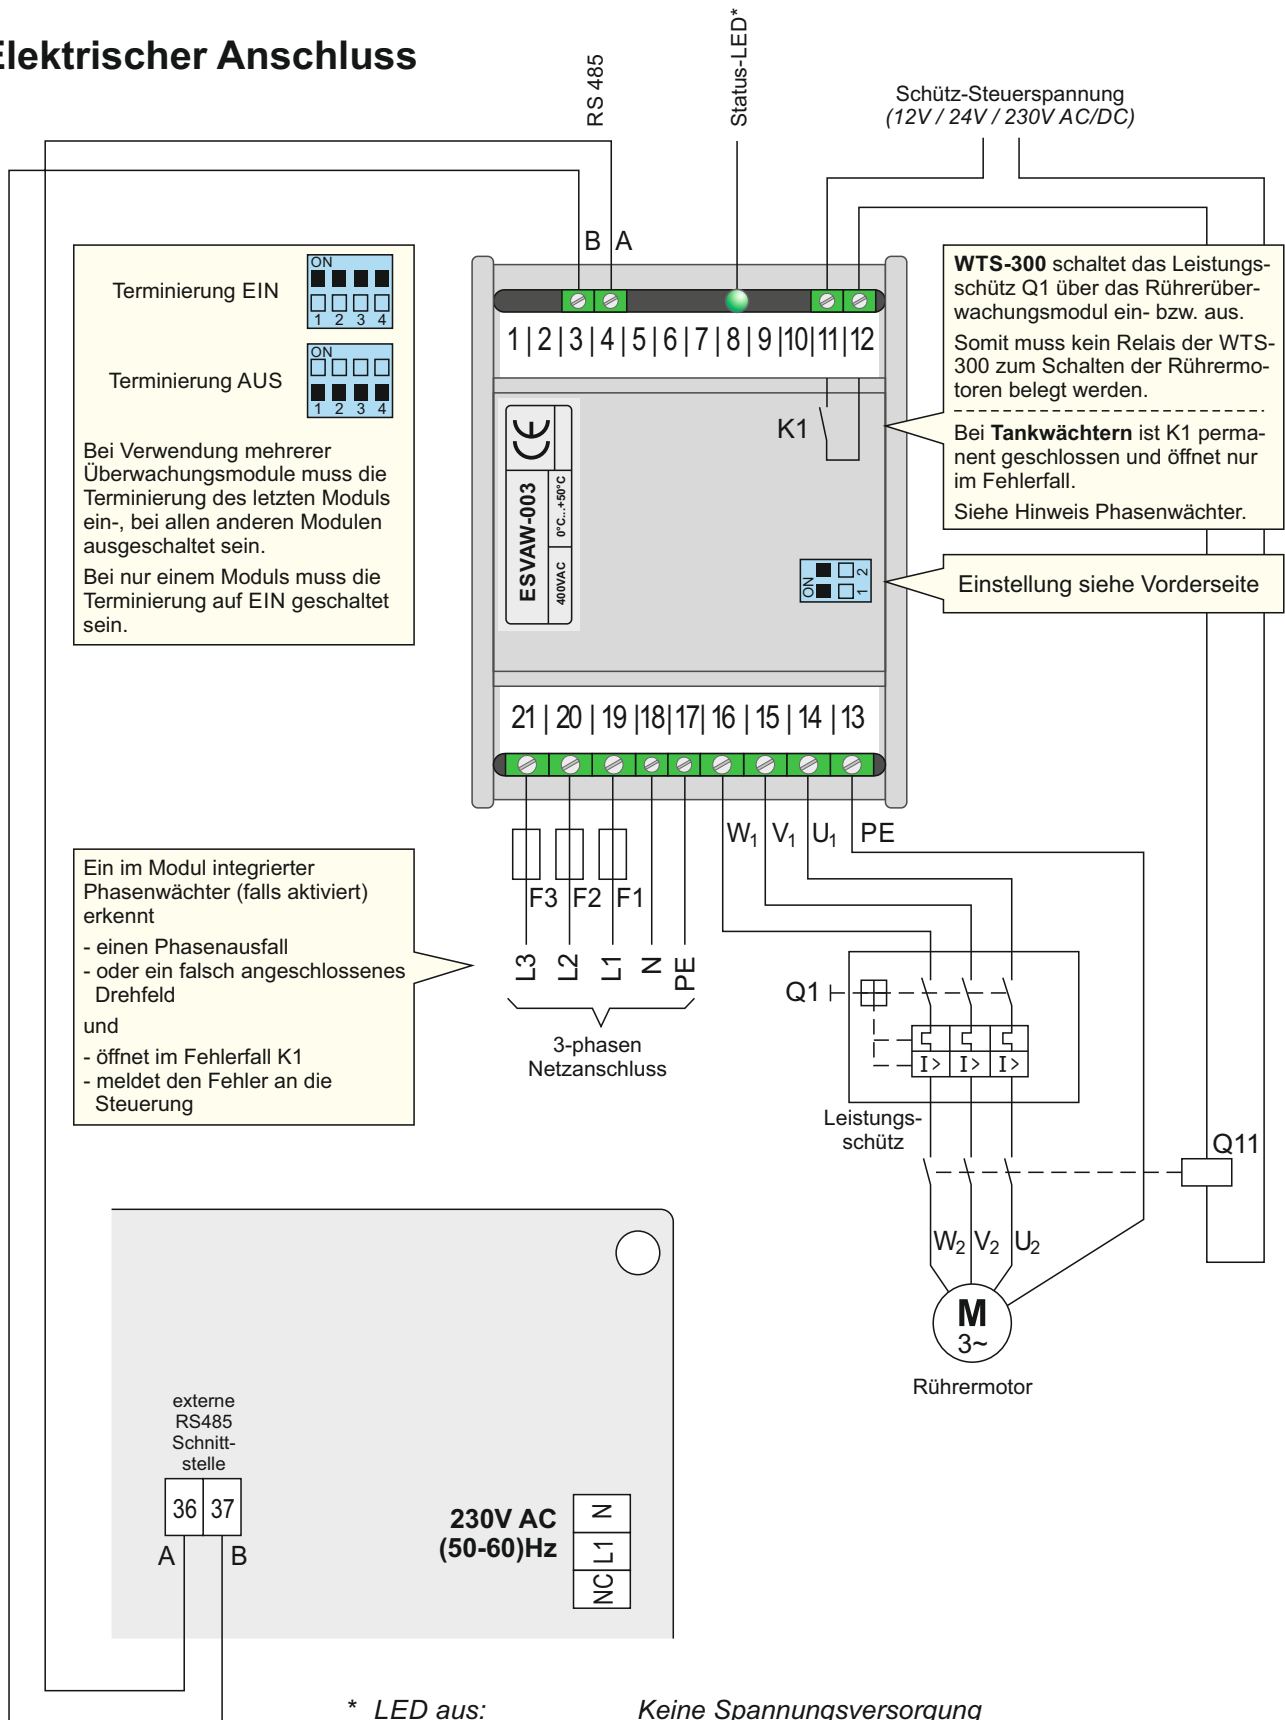 Elektrischer Anschluss
RS 485
Status-LED*
Schütz-Steuerspannung
(12V / 24V / 230V AC/DC)
B A
Terminierung EIN
ON
1 2 3 4
Terminierung AUS
ON
1 2 3 4
Bei Verwendung mehrerer
Überwachungsmodule muss die
Terminierung des letzten Moduls
ein-, bei allen anderen Modulen
ausgeschaltet sein.
Bei nur einem Moduls muss die
Terminierung auf EIN geschaltet
sein.
1 | 2 | 3 | 4 | 5 | 6 | 7 | 8 | 9 |10|11|12
K1
CE
ESVAW-003
400VAC
0°C...+50°C
ON
1 2
WTS-300 schaltet das Leistungs-
schütz Q1 über das Rührerüber-
wachungsmodul ein- bzw. aus.
Somit muss kein Relais der WTS-
300 zum Schalten der Rührermo-
toren belegt werden.
Bei Tankwächtern ist K1 perma-
nent geschlossen und öffnet nur
im Fehlerfall.
Siehe Hinweis Phasenwächter.
Einstellung siehe Vorderseite
21 | 20 | 19 |18|17| 16 | 15 | 14 | 13
W1 V1 U1 PE
F3 F2 F1
L3 L2 L1 N PE
3-phasen
Netzanschluss
Ein im Modul integrierter
Phasenwächter (falls aktiviert)
erkennt
- einen Phasenausfall
- oder ein falsch angeschlossenes
Drehfeld
und
- öffnet im Fehlerfall K1
- meldet den Fehler an die
Steuerung
Q1
I> I> I>
Leistungs-
schütz
Q11
W2 V2 U2
M
3~
Rührermotor
externe
RS485
Schnitt-
stelle
36 37
A B
230V AC
(50-60)Hz
N
L1
NC
* LED aus: Keine Spannungsversorgung